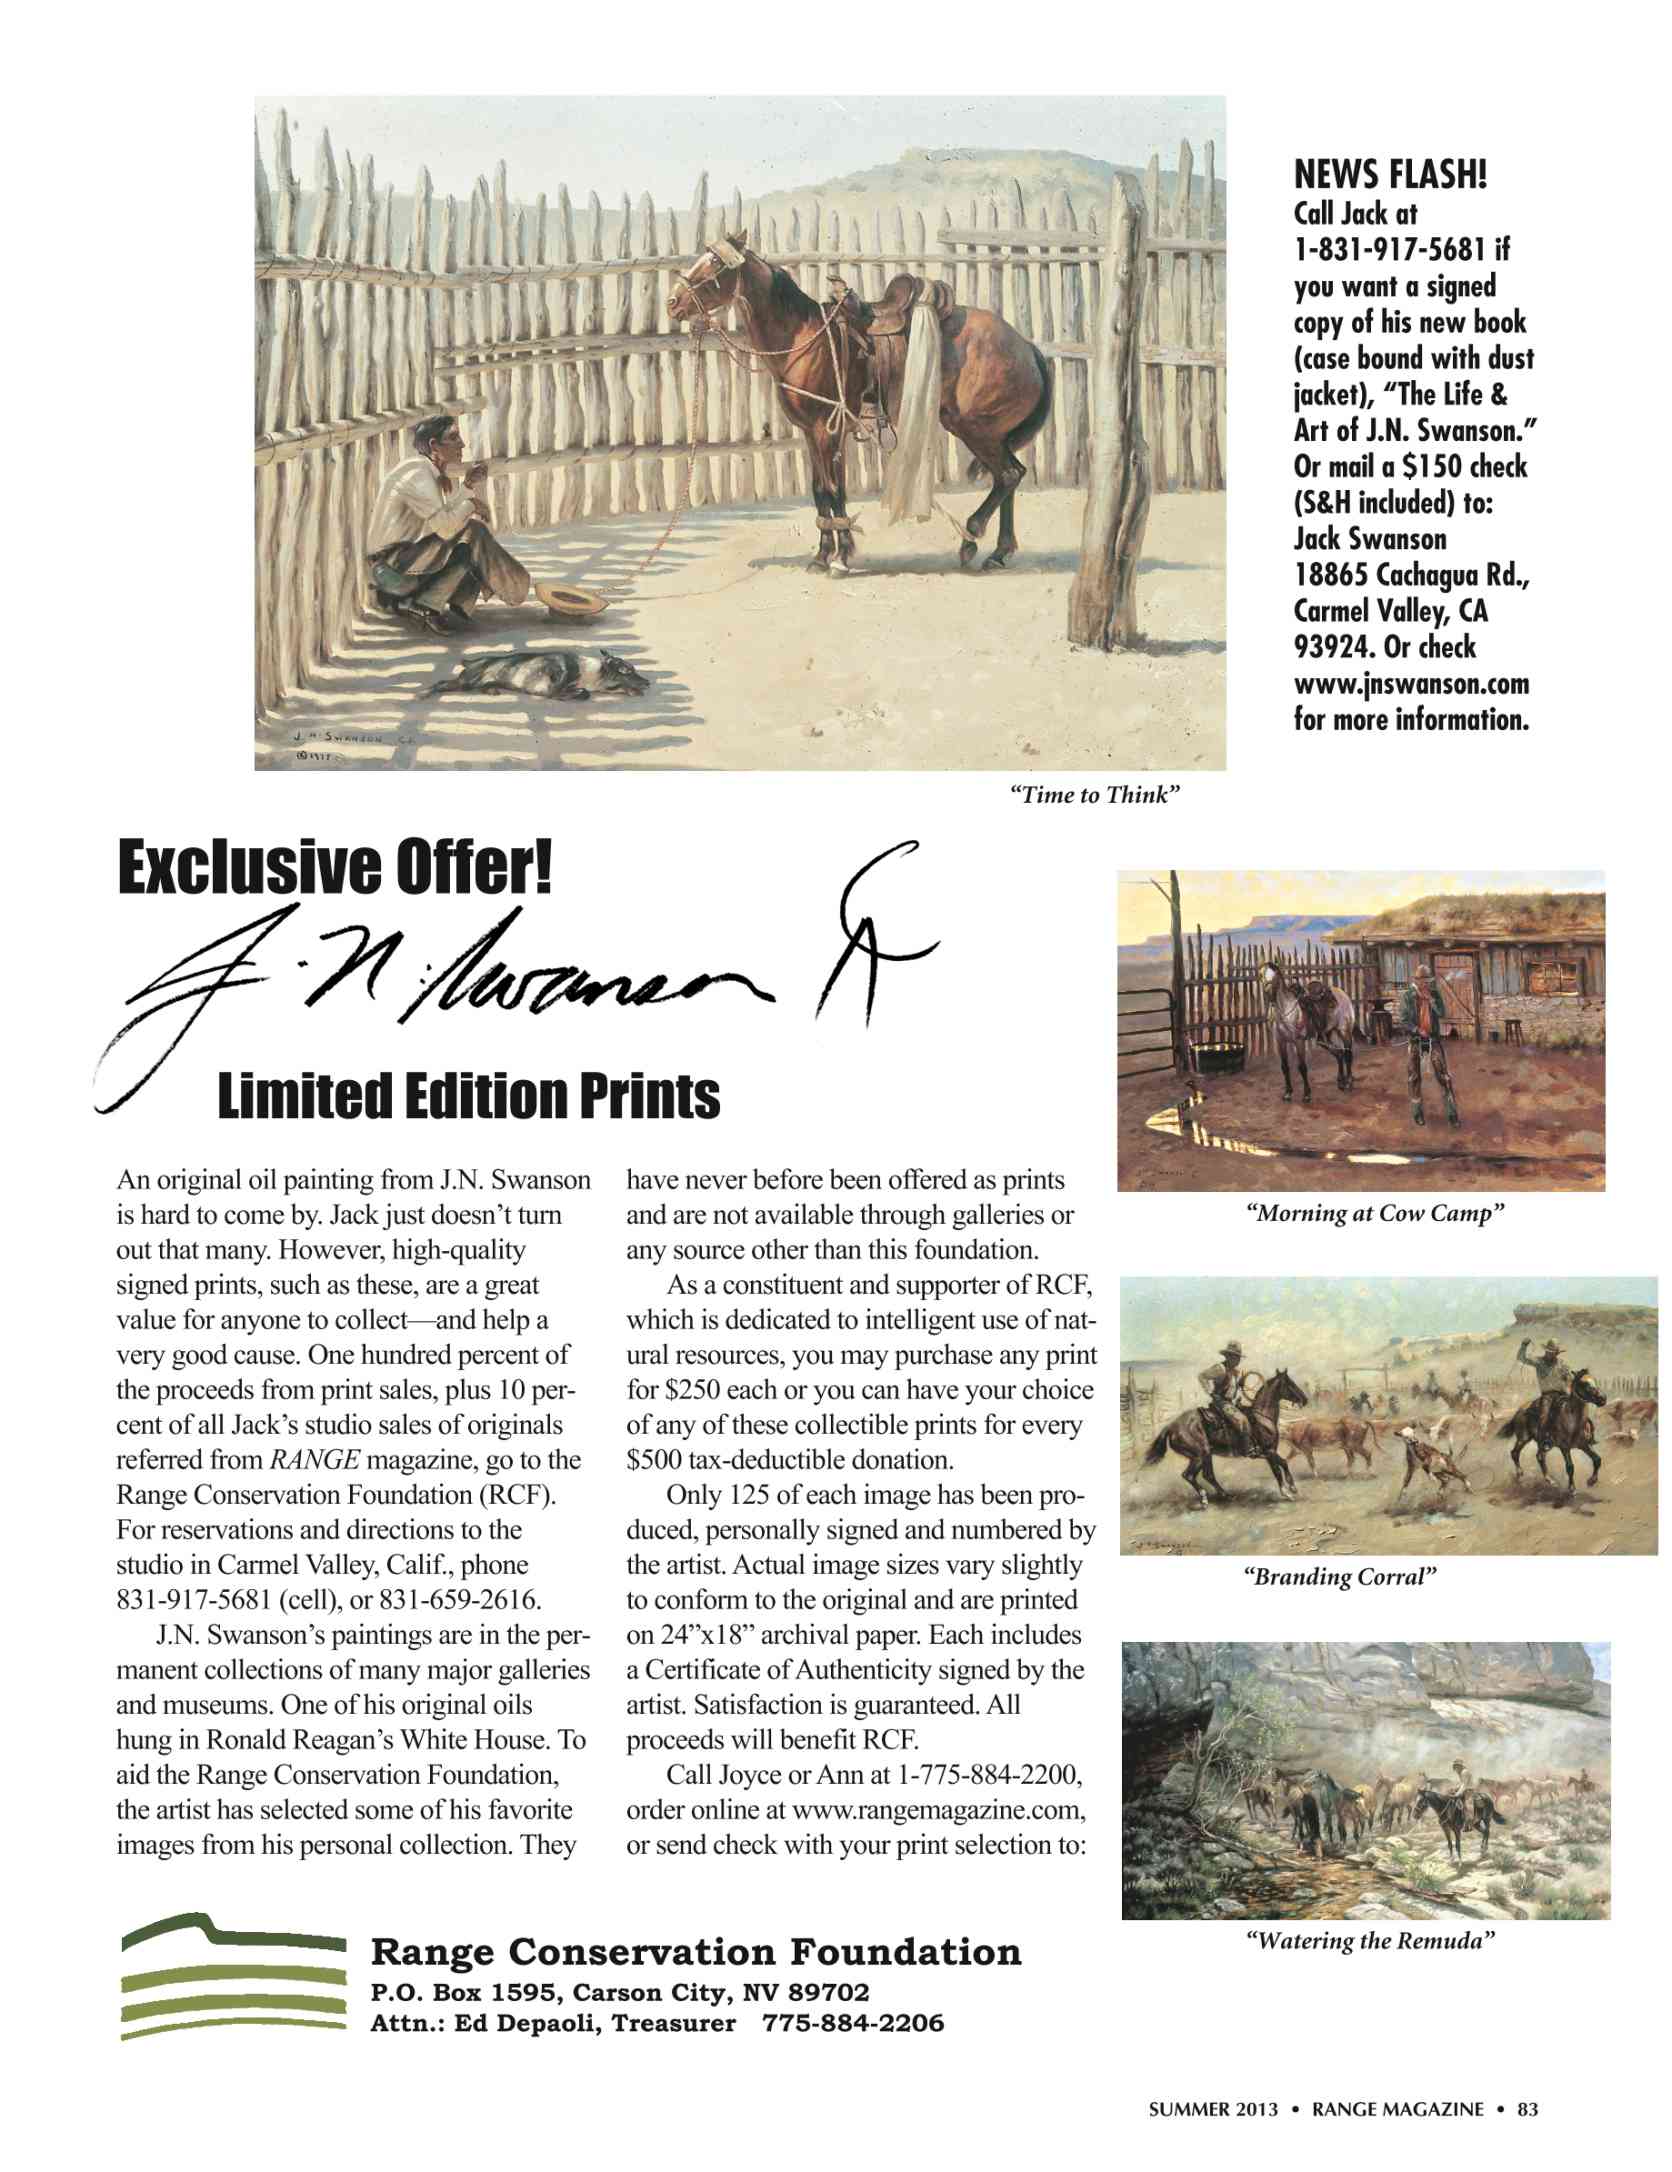 NEWS FLASH!
Call Jack at
1-831-917-5681 if
you want a signed
copy of his new book
(case bound with dust
jacket), “The Life &
Art of J.N. Swanson.”
Or mail a $150 check
(S&H included) to:
Jack Swanson
18865 Cachagua Rd.,
Carmel Valley, CA
93924. Or check
www.jnswanson.com
for more information.
J. N. SWANSON CA
“Time to Think”
Exclusive Offer!
J. N. Swanson CA
Limited Edition Prints
An original oil painting from J.N. Swanson
is hard to come by. Jack just doesn’t turn
out that many. However, high-quality
signed prints, such as these, are a great
value for anyone to collect—and help a
very good cause. One hundred percent of
the proceeds from print sales, plus 10 per-
cent of all Jack’s studio sales of originals
referred from RANGE magazine, go to the
Range Conservation Foundation (RCF).
For reservations and directions to the
studio in Carmel Valley, Calif., phone
831-917-5681 (cell), or 831-659-2616.
J.N. Swanson’s paintings are in the per-
manent collections of many major galleries
and museums. One of his original oils
hung in Ronald Reagan’s White House. To
aid the Range Conservation Foundation,
the artist has selected some of his favorite
images from his personal collection. They
have never before been offered as prints
and are not available through galleries or
any source other than this foundation.
As a constituent and supporter of RCF,
which is dedicated to intelligent use of nat-
ural resources, you may purchase any print
for $250 each or you can have your choice
of any of these collectible prints for every
$500 tax-deductible donation.
Only 125 of each image has been pro-
duced, personally signed and numbered by
the artist. Actual image sizes vary slightly
to conform to the original and are printed
on 24”x18” archival paper. Each includes
a Certificate of Authenticity signed by the
artist. Satisfaction is guaranteed. All
proceeds will benefit RCF.
Call Joyce or Ann at 1-775-884-2200,
order online at www.rangemagazine.com,
or send check with your print selection to:
“Morning at Cow Camp”
“Branding Corral”
“Watering the Remuda”
Range Conservation Foundation
P.O. Box 1595, Carson City, NV 89702
Attn.: Ed Depaoli, Treasurer 775-884-2206
SUMMER 2013 • RANGE MAGAZINE • 83